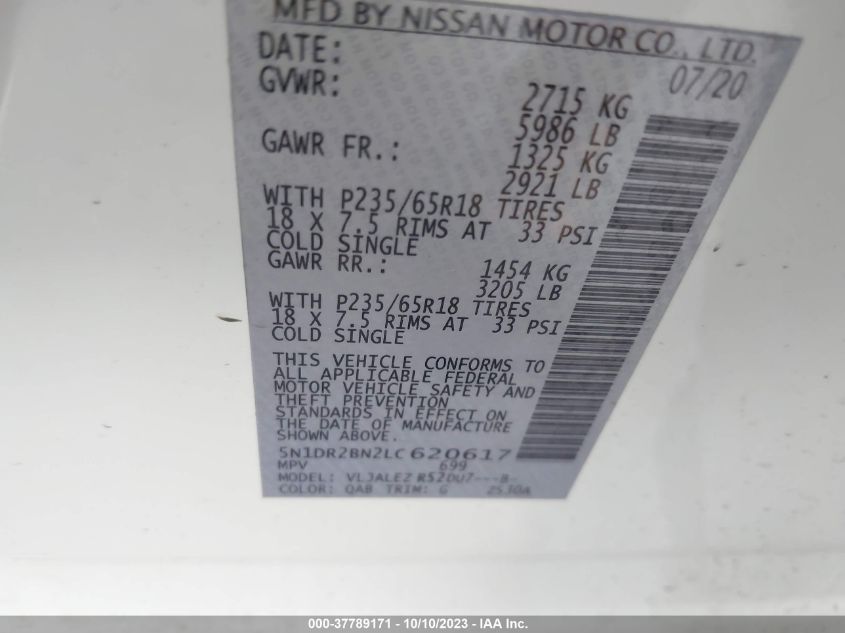 MFD BY NISSAN MOTOR CO., LTD.
DATE: 07/20
GVWR: 2715 KG
5986 LB
GAWR FR.: 1325 KG
2921 LB
WITH P235/65R18 TIRES
18 X 7.5 RIMS AT 33 PSI
COLD SINGLE
GAWR RR.: 1454 KG
3205 LB
WITH P235/65R18 TIRES
18 X 7.5 RIMS AT 33 PSI
COLD SINGLE
THIS VEHICLE CONFORMS TO
ALL APPLICABLE FEDERAL
MOTOR VEHICLE SAFETY AND
THEFT PREVENTION
STANDARDS IN EFFECT ON
THE DATE OF MANUFACTURE
SHOWN ABOVE.
5N1DR2BN2LC620617
MPV 699
MODEL: VLJALEZ R52DU7---B-
COLOR: QAB TRIM: G 2530A
000-37789171 - 10/10/2023 - IAA Inc.